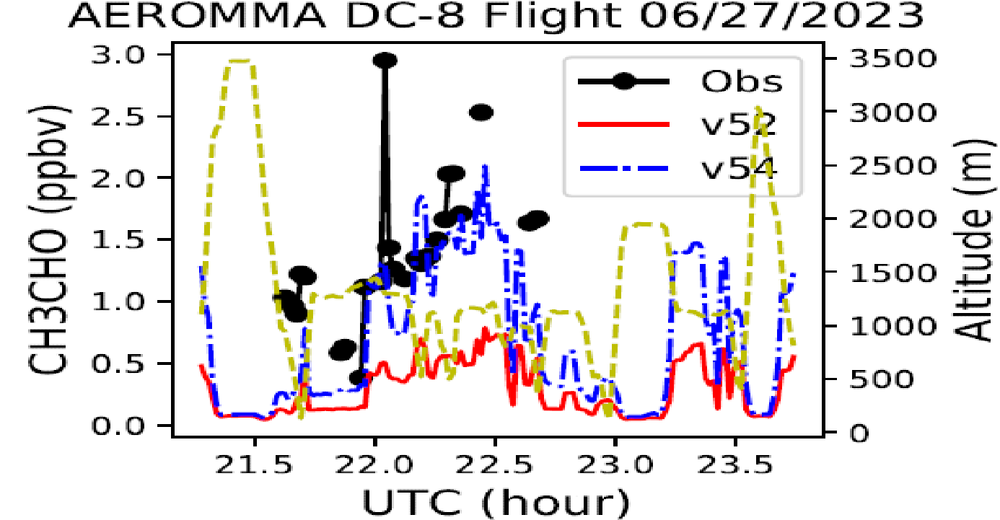 AEROMMA DC-8 Flight 06/27/2023
CH3CHO (ppbv)
3.0
2.5
2.0
1.5
1.0
0.5
0.0
Obs
v52
v54
3500
3000
2500
2000
1500
1000
500
0
Altitude (m)
21.5 22.0 22.5 23.0 23.5
UTC (hour)